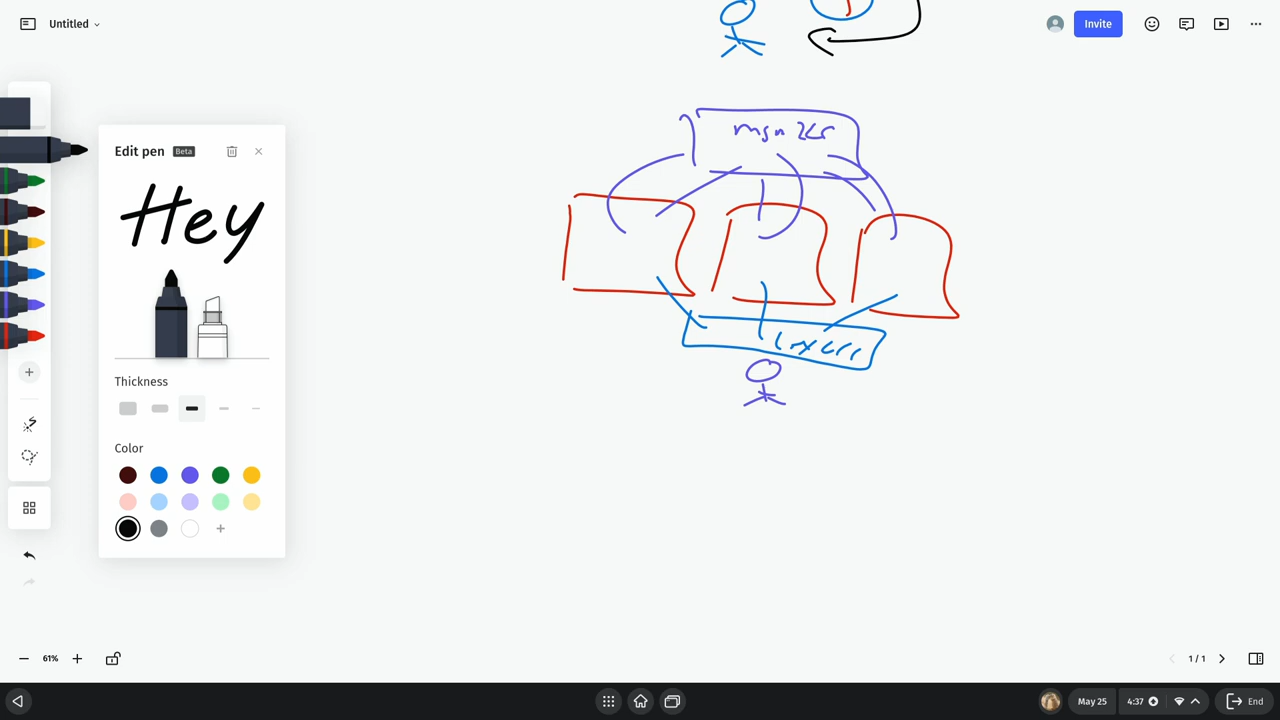 Untitled
Invite
Edit pen Beta
Hey
Thickness
Color
61%
1 / 1
May 25
4:37
End